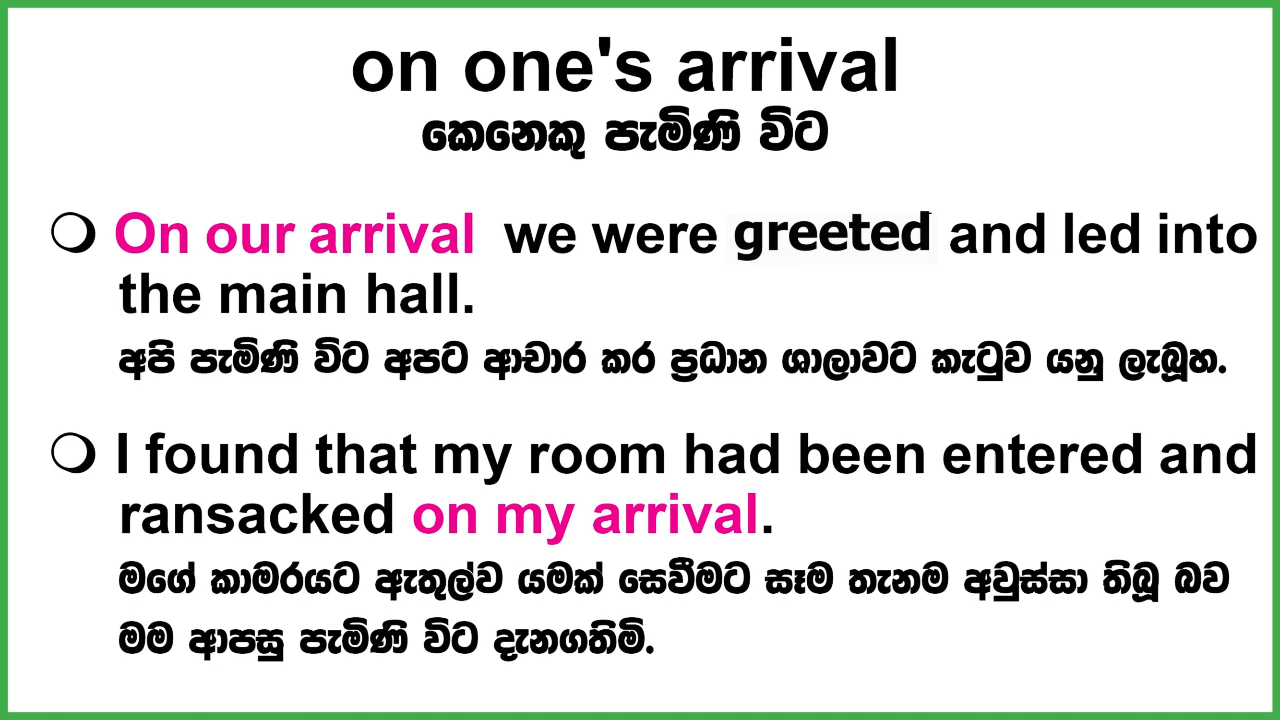 on one's arrival
කෙනෙකු පැමිණි විට
❍ On our arrival we were greeted and led into
the main hall.
අපි පැමිණි විට අපට ආචාර කර ප්‍රධාන ශාලාවට කැටුව යනු ලැබූහ.
❍ I found that my room had been entered and
ransacked on my arrival.
මගේ කාමරයට ඇතුල්ව යමක් සෙවීමට සෑම තැනම අවුස්සා තිබූ බව
මම ආපසු පැමිණි විට දැනගතිමි.